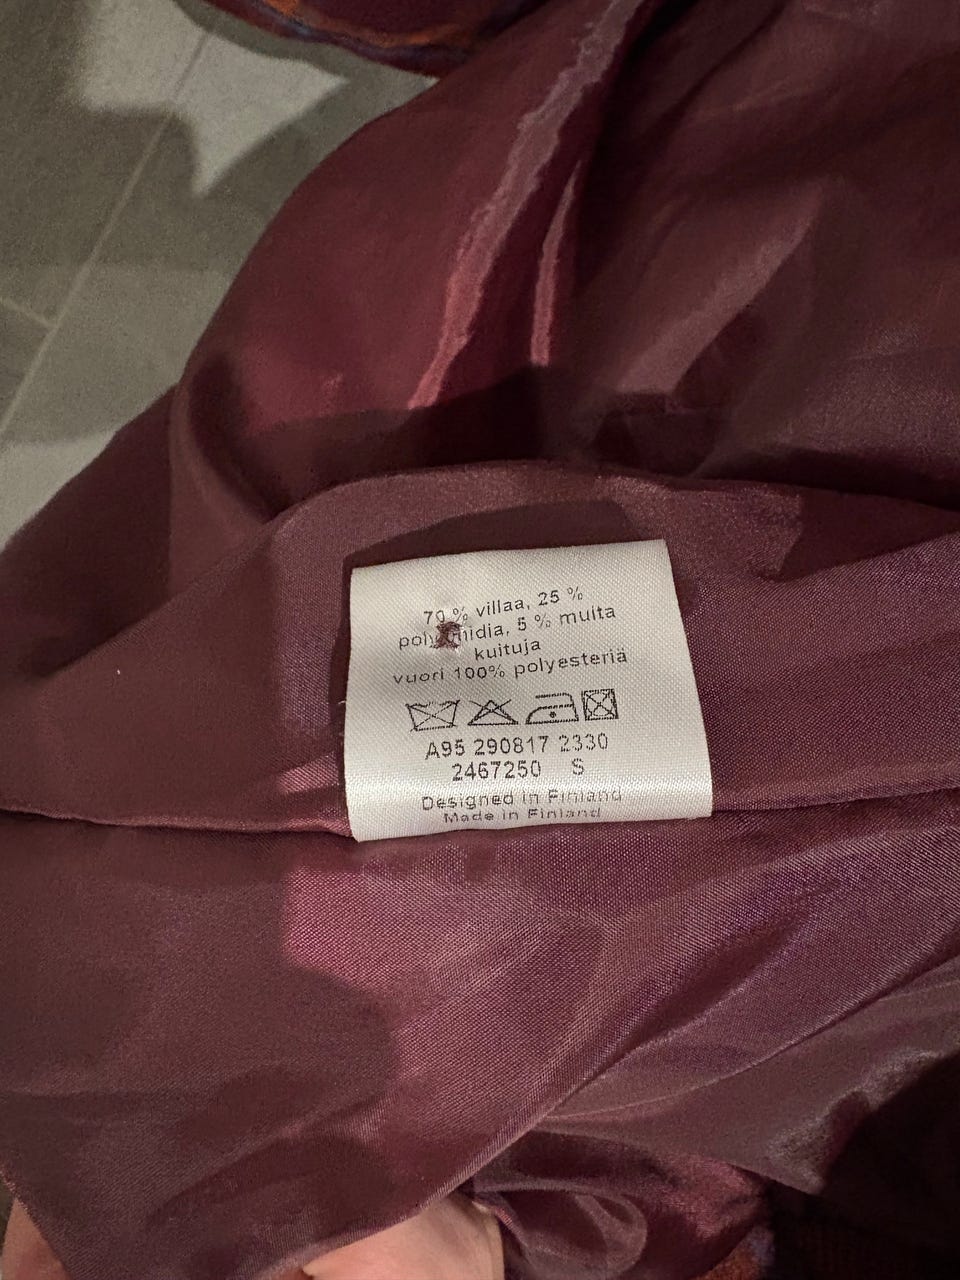 70 % villaa, 25 %
polyamidia, 5 % muita
kuituja
vuori 100% polyesteriä
A95 290817 2330
2467250 S
Designed in Finland
Made in Finland